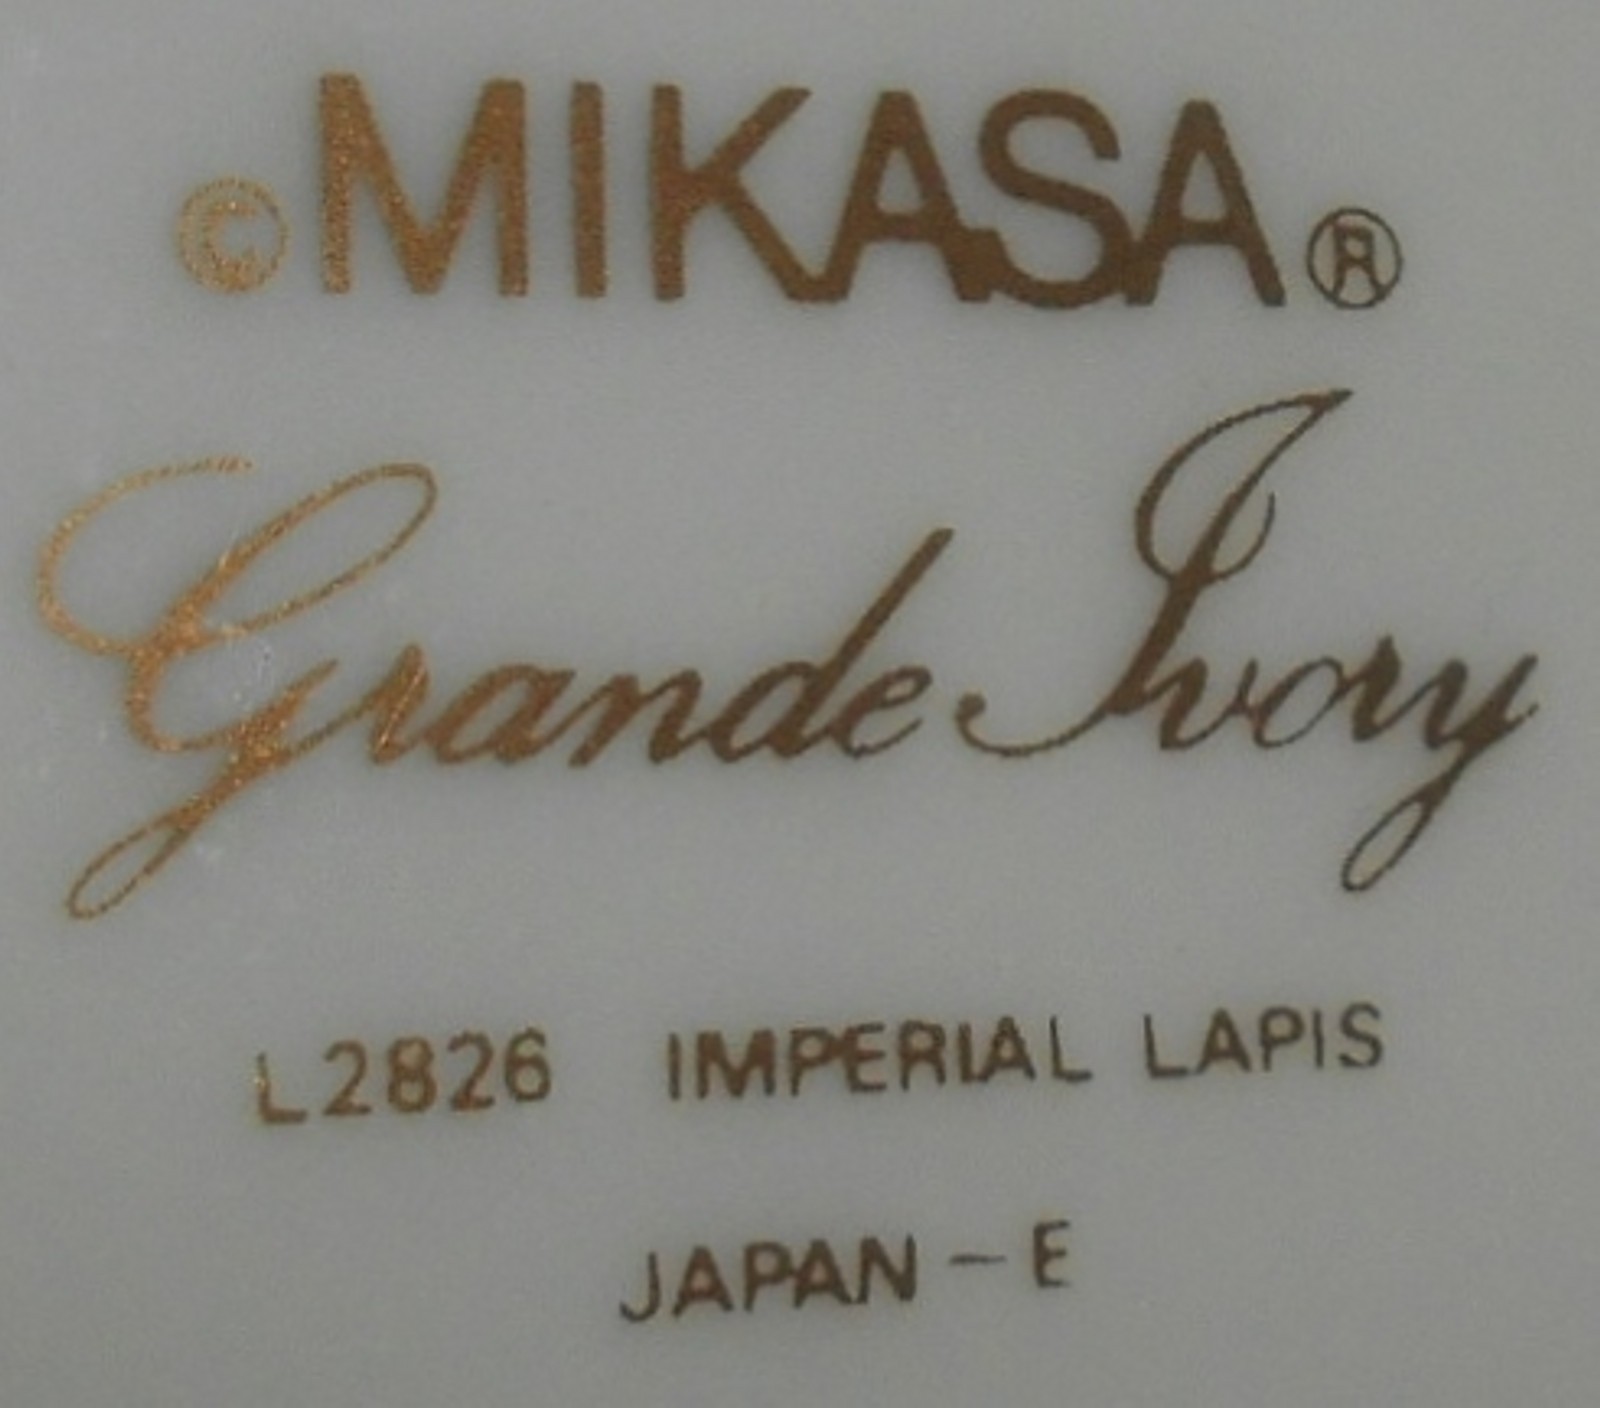 ©MIKASA®
Grande Ivory
L2826 IMPERIAL LAPIS
JAPAN – E